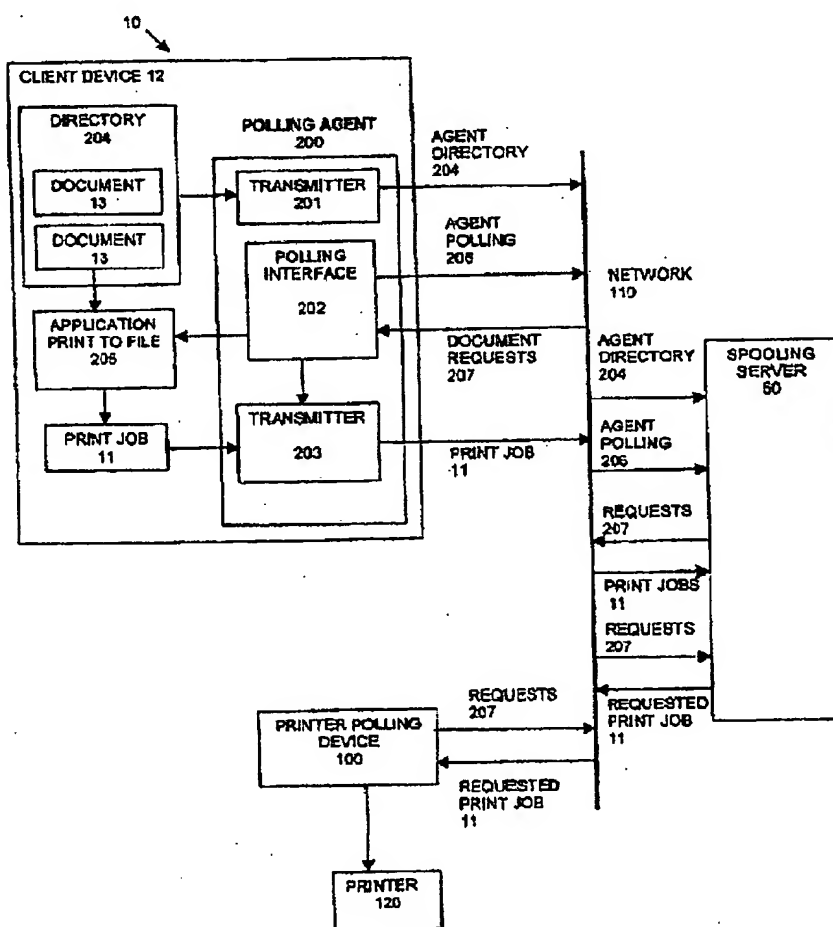 10
CLIENT DEVICE 12
DIRECTORY
204
DOCUMENT
13
DOCUMENT
13
APPLICATION
PRINT TO FILE
205
PRINT JOB
11
POLLING AGENT
200
TRANSMITTER
201
POLLING
INTERFACE
202
TRANSMITTER
203
AGENT
DIRECTORY
204
AGENT
POLLING
206
DOCUMENT
REQUESTS
207
PRINT JOB
11
NETWORK
110
AGENT
DIRECTORY
204
AGENT
POLLING
206
REQUESTS
207
PRINT JOBS
11
REQUESTS
207
REQUESTED
PRINT JOB
11
SPOOLING
SERVER
60
REQUESTS
207
PRINTER POLLING
DEVICE
100
REQUESTED
PRINT JOB
11
PRINTER
120